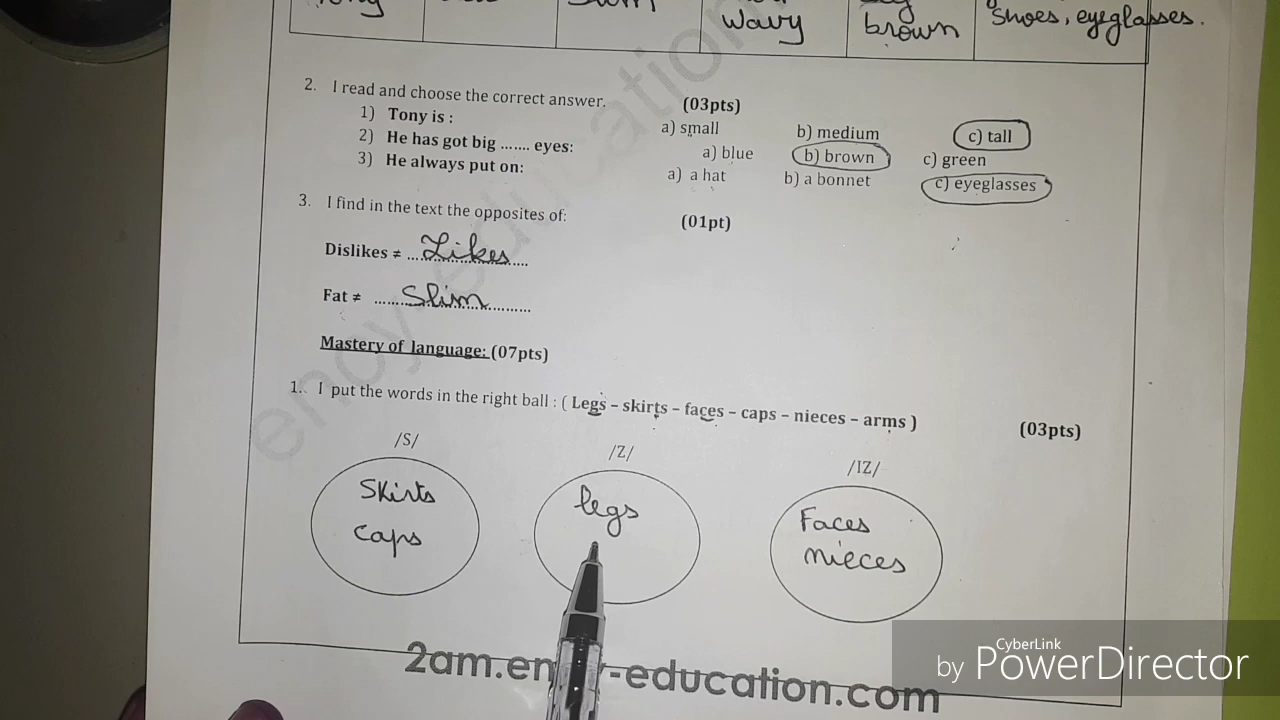 wavy brown shoes, eyeglasses.
2. I read and choose the correct answer. (03pts)
1) Tony is : a) small b) medium c) tall
2) He has got big ....... eyes: a) blue b) brown c) green
3) He always put on: a) a hat b) a bonnet c) eyeglasses
3. I find in the text the opposites of: (01pt)
Dislikes ≠ ...Likes...
Fat ≠ ......Slim.........
Mastery of language: (07pts)
1. I put the words in the right ball : ( Legs – skirts – faces – caps – nieces – arms ) (03pts)
/S/ /Z/ /IZ/
Skirts legs Faces
caps nieces
2am.en -education.com
CyberLink
by PowerDirector
enoy-education